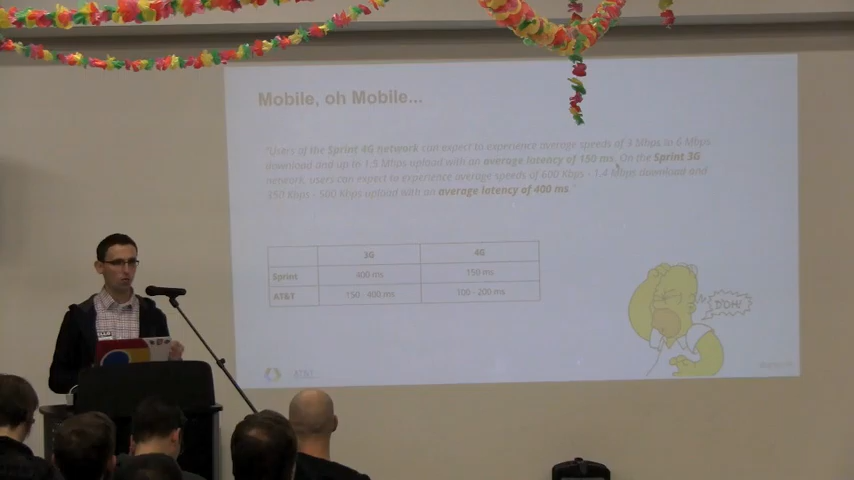 Mobile, oh Mobile...
"Users of the Sprint 4G network can expect to experience average speeds of 3 Mbps to 6 Mbps
download and up to 1.5 Mbps upload with an average latency of 150 ms. On the Sprint 3G
network, users can expect to experience average speeds of 600 Kbps - 1.4 Mbps download and
350 Kbps - 500 Kbps upload with an average latency of 400 ms."
3G 4G
Sprint 400 ms 150 ms
AT&T 150 - 400 ms 100 - 200 ms
D'OH!
AT&T